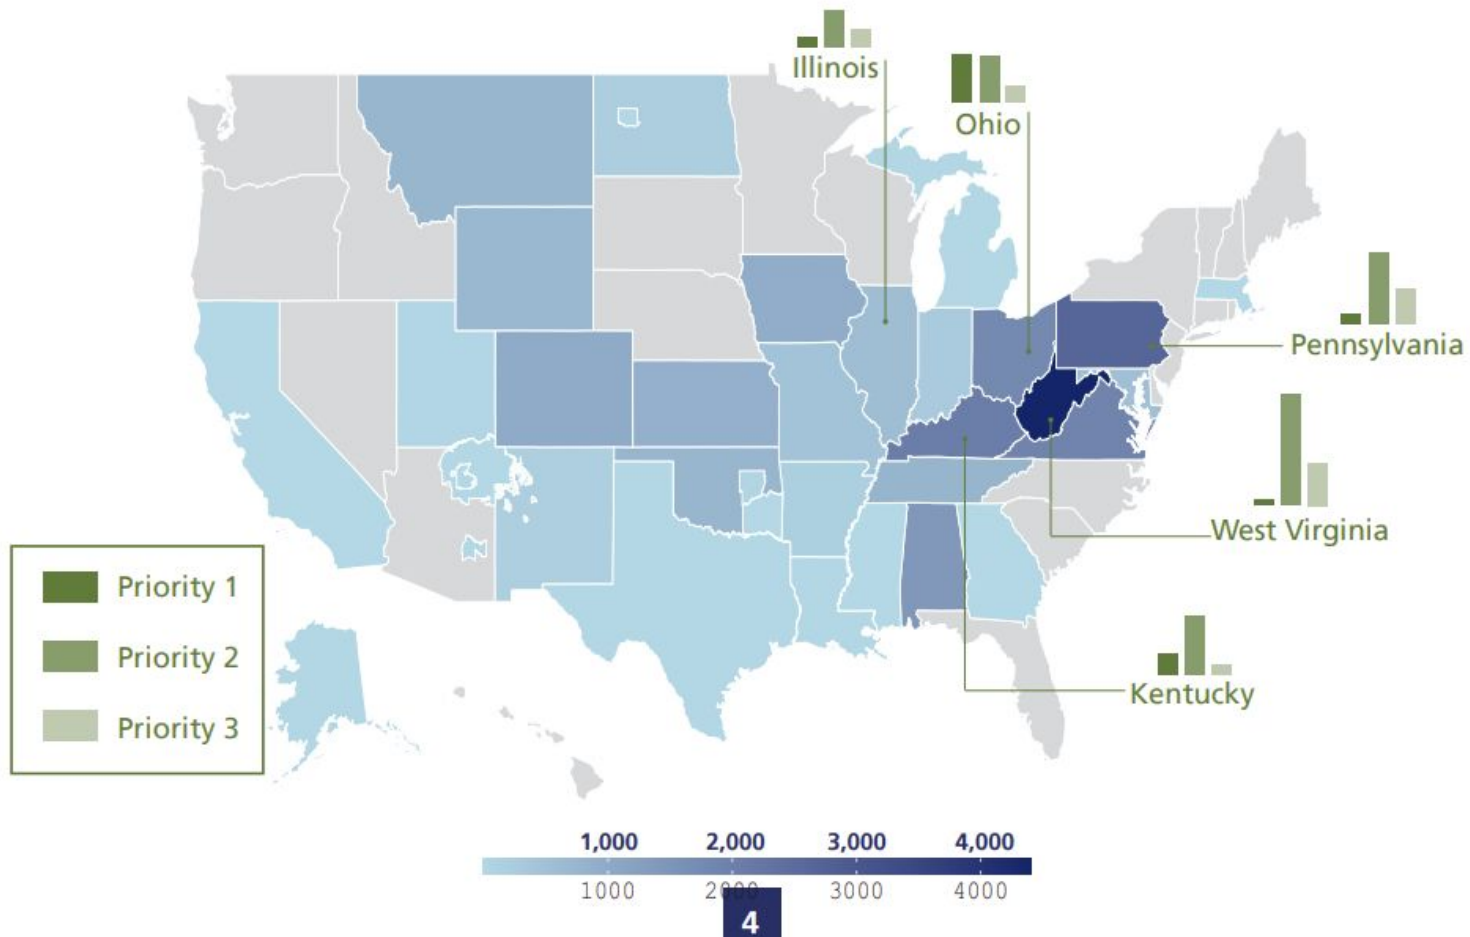 Illinois
Ohio
Pennsylvania
West Virginia
Kentucky
Priority 1
Priority 2
Priority 3
1,000 2,000 3,000 4,000
1000 2000 3000 4000
4